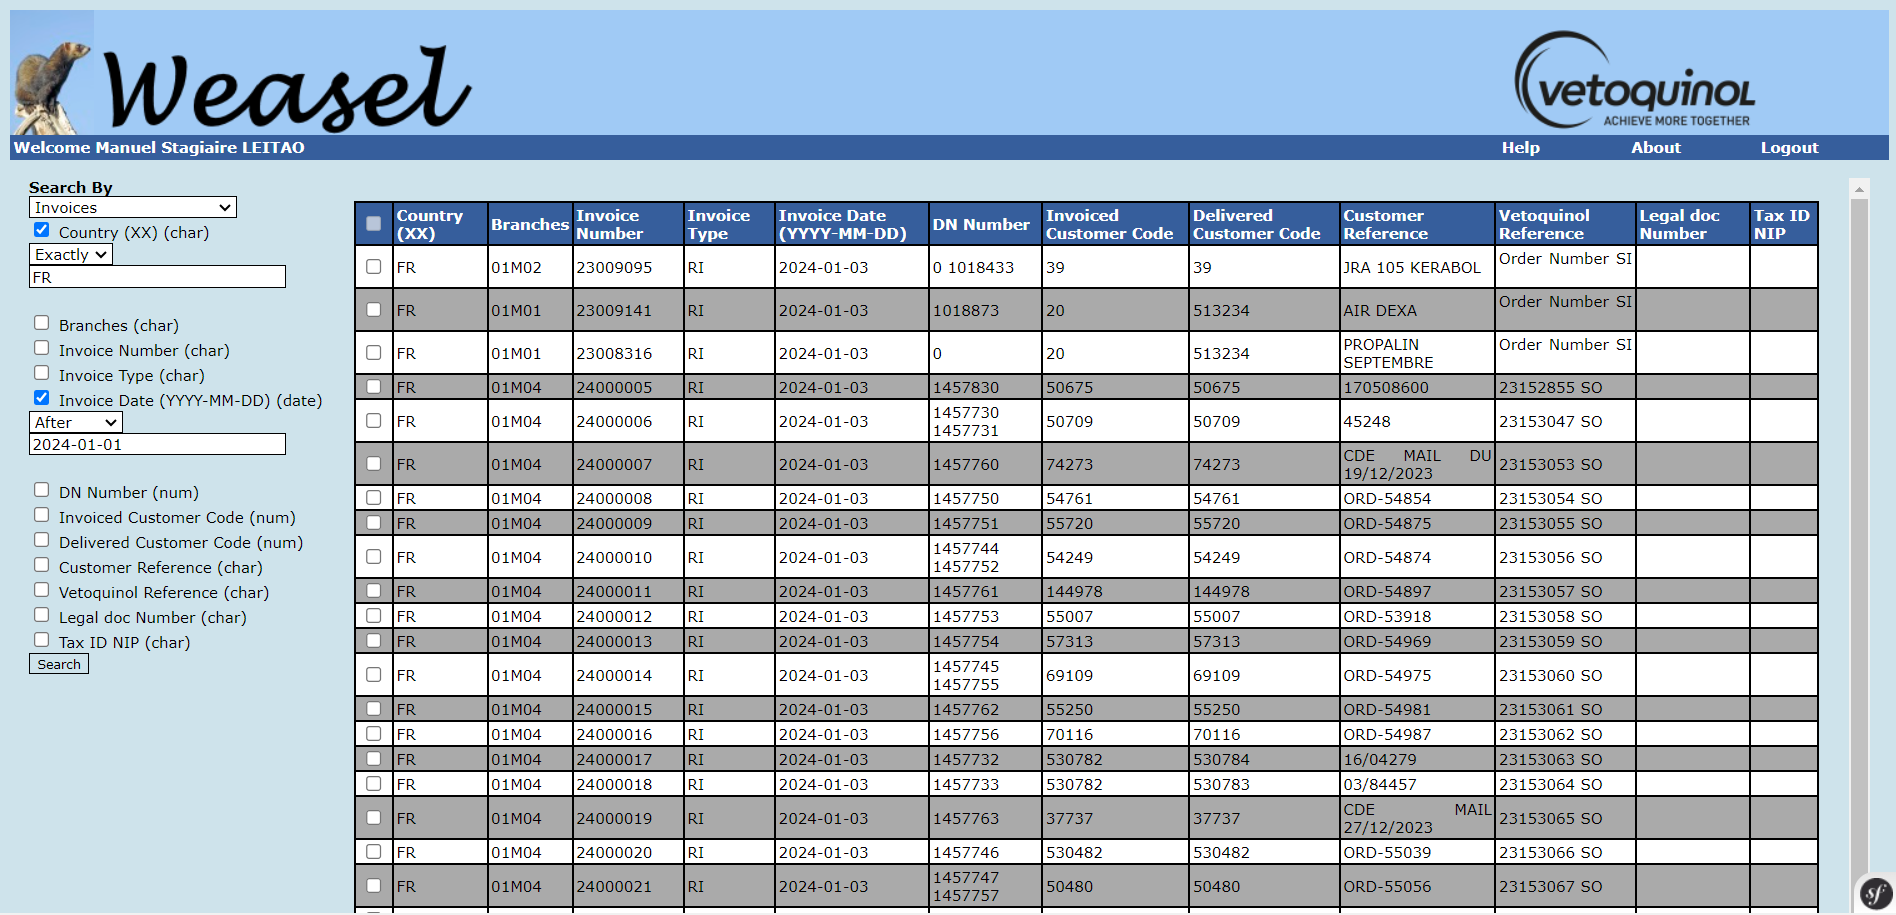 Weasel
vetoquinol
ACHIEVE MORE TOGETHER
Welcome Manuel Stagiaire LEITAO
Help
About
Logout
Search By
Invoices
Country (XX) (char)
Exactly
FR
Branches (char)
Invoice Number (char)
Invoice Type (char)
Invoice Date (YYYY-MM-DD) (date)
After
2024-01-01
DN Number (num)
Invoiced Customer Code (num)
Delivered Customer Code (num)
Customer Reference (char)
Vetoquinol Reference (char)
Legal doc Number (char)
Tax ID NIP (char)
Search
Country (XX) Branches Invoice Number Invoice Type Invoice Date (YYYY-MM-DD) DN Number Invoiced Customer Code Delivered Customer Code Customer Reference Vetoquinol Reference Legal doc Number Tax ID NIP
FR 01M02 23009095 RI 2024-01-03 0 1018433 39 39 JRA 105 KERABOL Order Number SI
FR 01M01 23009141 RI 2024-01-03 1018873 20 513234 AIR DEXA Order Number SI
FR 01M01 23008316 RI 2024-01-03 0 20 513234 PROPALIN SEPTEMBRE Order Number SI
FR 01M04 24000005 RI 2024-01-03 1457830 50675 50675 170508600 23152855 SO
FR 01M04 24000006 RI 2024-01-03 1457730 1457731 50709 50709 45248 23153047 SO
FR 01M04 24000007 RI 2024-01-03 1457760 74273 74273 CDE MAIL DU 19/12/2023 23153053 SO
FR 01M04 24000008 RI 2024-01-03 1457750 54761 54761 ORD-54854 23153054 SO
FR 01M04 24000009 RI 2024-01-03 1457751 55720 55720 ORD-54875 23153055 SO
FR 01M04 24000010 RI 2024-01-03 1457744 1457752 54249 54249 ORD-54874 23153056 SO
FR 01M04 24000011 RI 2024-01-03 1457761 144978 144978 ORD-54897 23153057 SO
FR 01M04 24000012 RI 2024-01-03 1457753 55007 55007 ORD-53918 23153058 SO
FR 01M04 24000013 RI 2024-01-03 1457754 57313 57313 ORD-54969 23153059 SO
FR 01M04 24000014 RI 2024-01-03 1457745 1457755 69109 69109 ORD-54975 23153060 SO
FR 01M04 24000015 RI 2024-01-03 1457762 55250 55250 ORD-54981 23153061 SO
FR 01M04 24000016 RI 2024-01-03 1457756 70116 70116 ORD-54987 23153062 SO
FR 01M04 24000017 RI 2024-01-03 1457732 530782 530784 16/04279 23153063 SO
FR 01M04 24000018 RI 2024-01-03 1457733 530782 530783 03/84457 23153064 SO
FR 01M04 24000019 RI 2024-01-03 1457763 37737 37737 CDE MAIL 27/12/2023 23153065 SO
FR 01M04 24000020 RI 2024-01-03 1457746 530482 530482 ORD-55039 23153066 SO
FR 01M04 24000021 RI 2024-01-03 1457747 1457757 50480 50480 ORD-55056 23153067 SO
sf